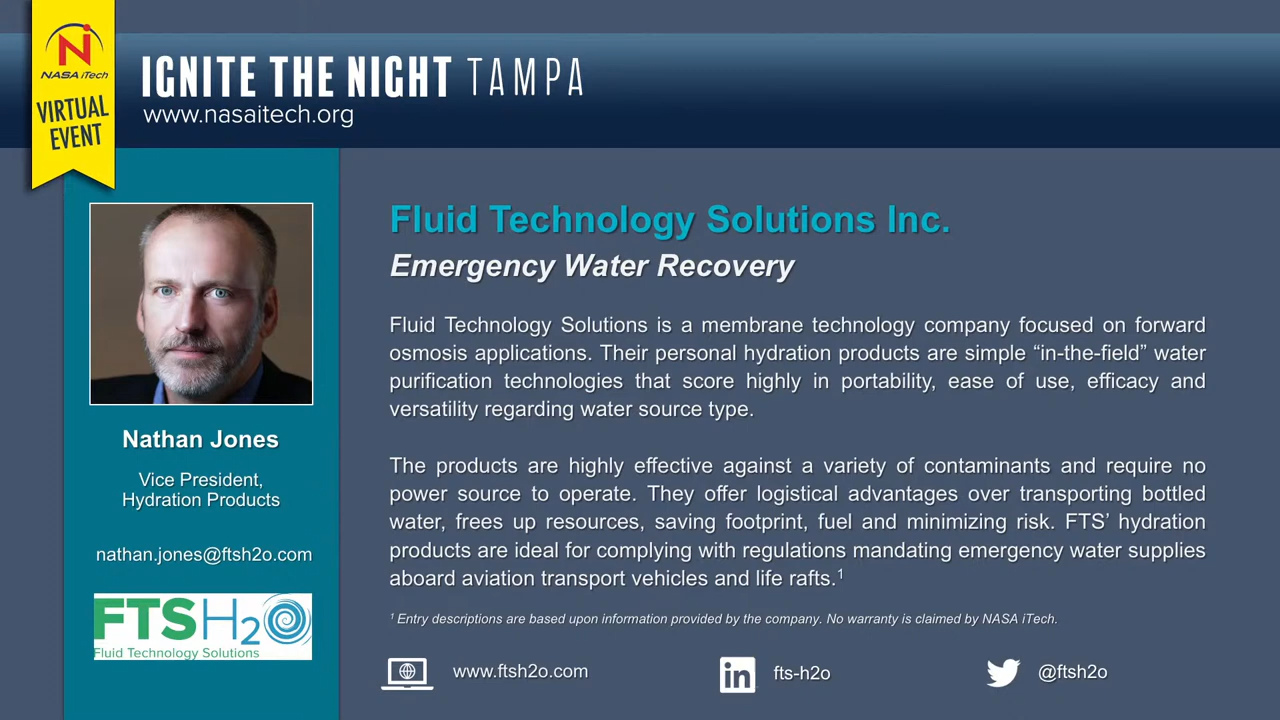 NASA iTech
VIRTUAL
EVENT
IGNITE THE NIGHT TAMPA
www.nasaitech.org
Nathan Jones
Vice President,
Hydration Products
nathan.jones@ftsh2o.com
FTSH2O
Fluid Technology Solutions
Fluid Technology Solutions Inc.
Emergency Water Recovery
Fluid Technology Solutions is a membrane technology company focused on forward
osmosis applications. Their personal hydration products are simple “in-the-field” water
purification technologies that score highly in portability, ease of use, efficacy and
versatility regarding water source type.
The products are highly effective against a variety of contaminants and require no
power source to operate. They offer logistical advantages over transporting bottled
water, frees up resources, saving footprint, fuel and minimizing risk. FTS’ hydration
products are ideal for complying with regulations mandating emergency water supplies
aboard aviation transport vehicles and life rafts.¹
¹ Entry descriptions are based upon information provided by the company. No warranty is claimed by NASA iTech.
www.ftsh2o.com
in fts-h2o
@ftsh2o